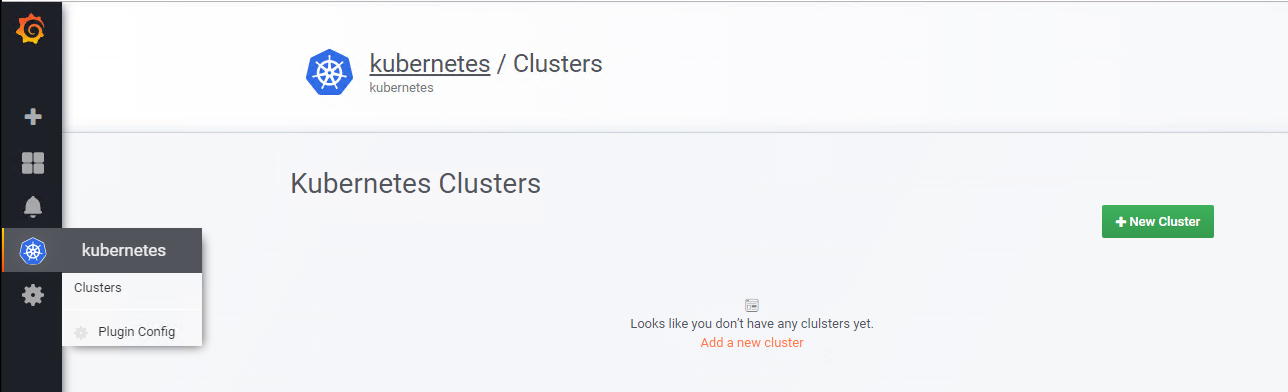 kubernetes / Clusters
kubernetes
Kubernetes Clusters
New Cluster
kubernetes
Clusters
Plugin Config
Looks like you don't have any clulsters yet.
Add a new cluster